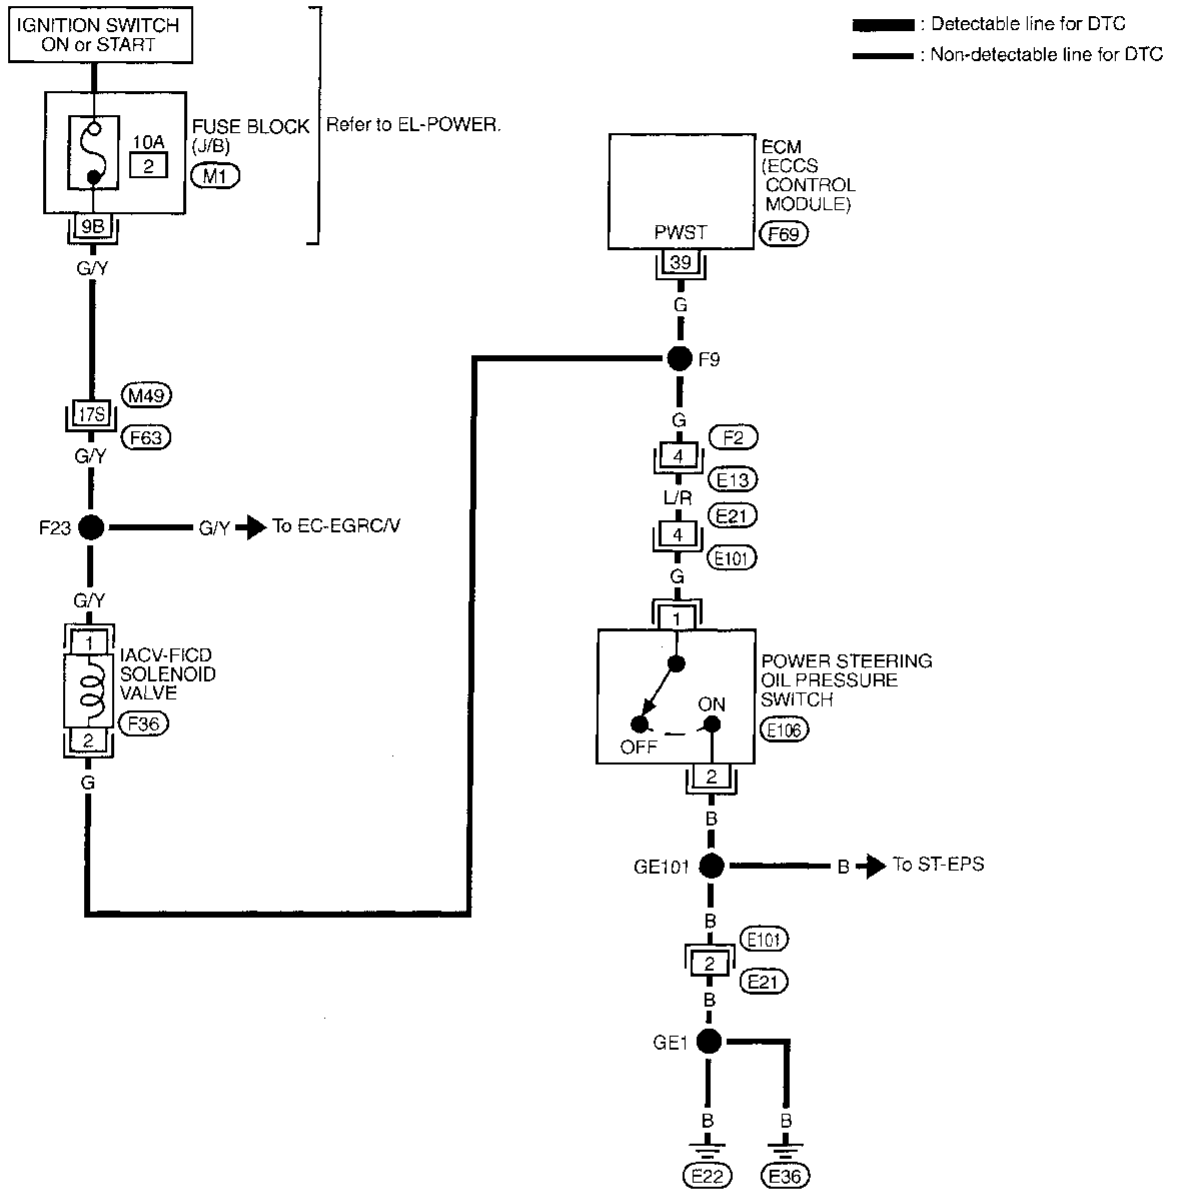 IGNITION SWITCH
ON or START
: Detectable line for DTC
: Non-detectable line for DTC
10A
2
FUSE BLOCK
(J/B)
M1
Refer to EL-POWER.
9B
G/Y
M49
17S
F63
G/Y
F23
G/Y
To EC-EGRC/V
G/Y
1
IACV-FICD
SOLENOID
VALVE
F36
2
G
ECM
(ECCS
CONTROL
MODULE)
F69
PWST
39
G
F9
G
F2
4
E13
L/R
E21
4
E101
G
1
POWER STEERING
OIL PRESSURE
SWITCH
E106
ON
OFF
2
B
GE101
B
To ST-EPS
B
E101
2
E21
B
GE1
B
B
E22
E36